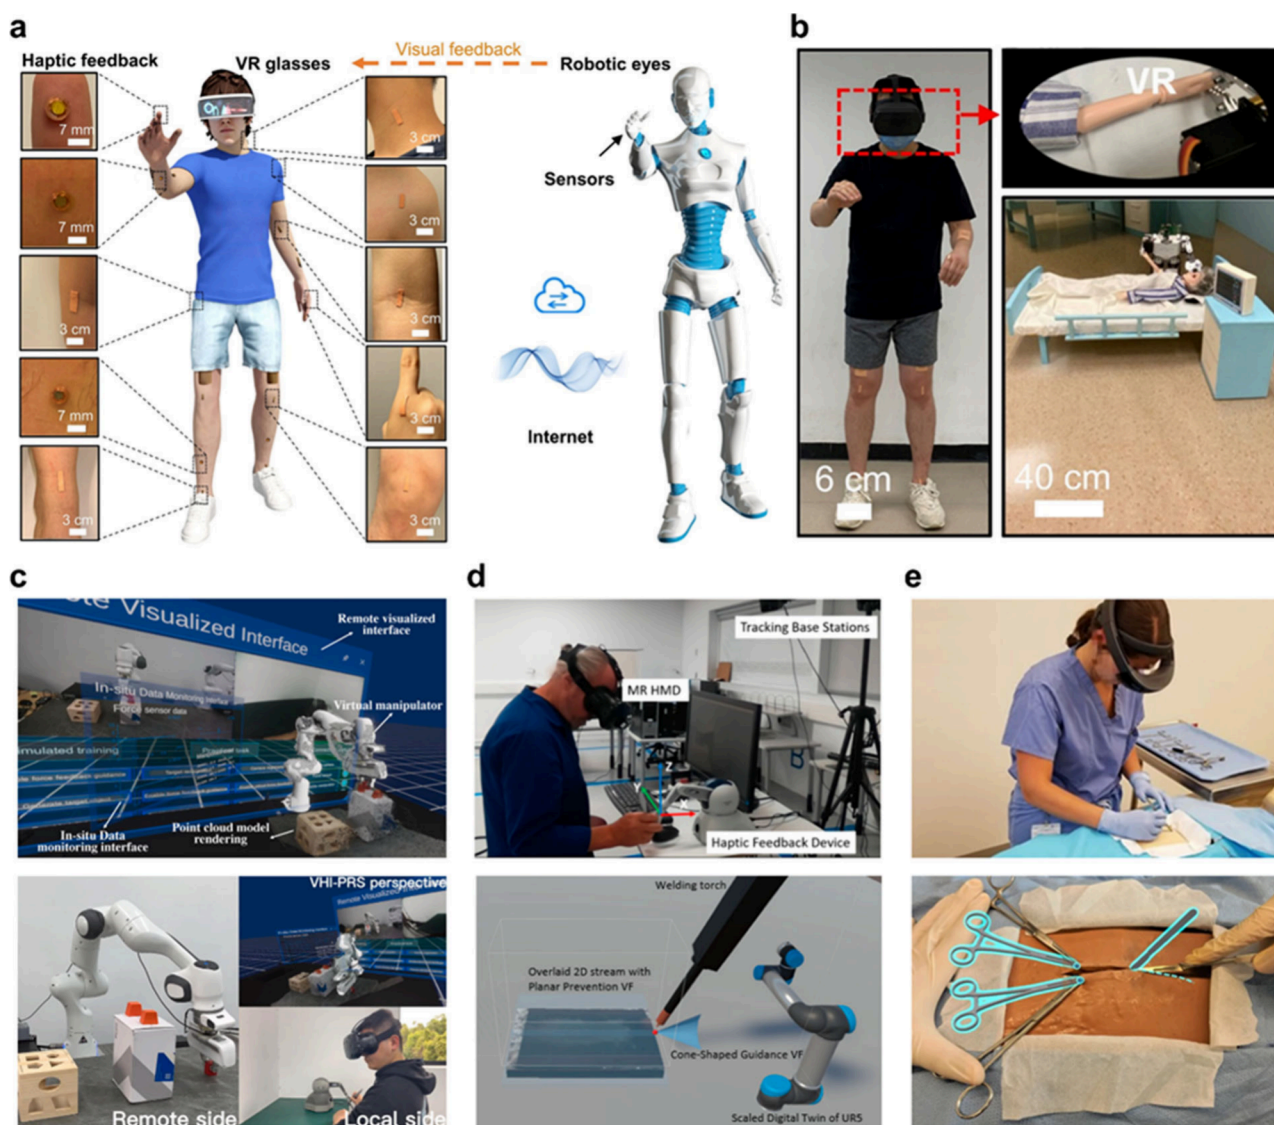 a
Haptic feedback
VR glasses
Visual feedback
Robotic eyes
7 mm
3 cm
Sensors
7 mm
3 cm
3 cm
3 cm
7 mm
3 cm
Internet
3 cm
3 cm
b
VR
6 cm
40 cm
c
Remote Visualized Interface
Remote visualized
interface
In-situ Data Monitoring Interface
Force sensor data
Virtual manipulator
In-situ Data
monitoring interface
Point cloud model
rendering
VHI-PRS perspective
Remote side
Local side
d
Tracking Base Stations
MR HMD
Z
X
Haptic Feedback Device
Welding torch
Overlaid 2D stream with
Planar Prevention VF
Cone-Shaped Guidance VF
Scaled Digital Twin of UR5
e